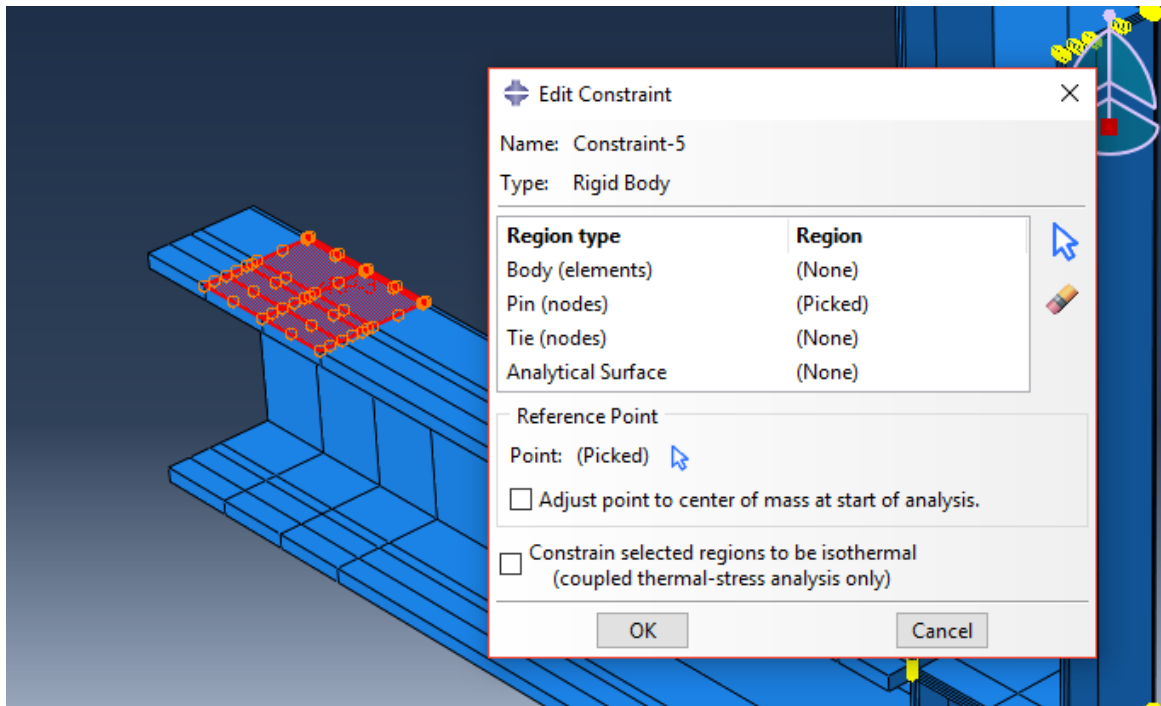 Edit Constraint
Name: Constraint-5
Type: Rigid Body
Region type Region
Body (elements) (None)
Pin (nodes) (Picked)
Tie (nodes) (None)
Analytical Surface (None)
Reference Point
Point: (Picked)
Adjust point to center of mass at start of analysis.
Constrain selected regions to be isothermal
(coupled thermal-stress analysis only)
OK Cancel